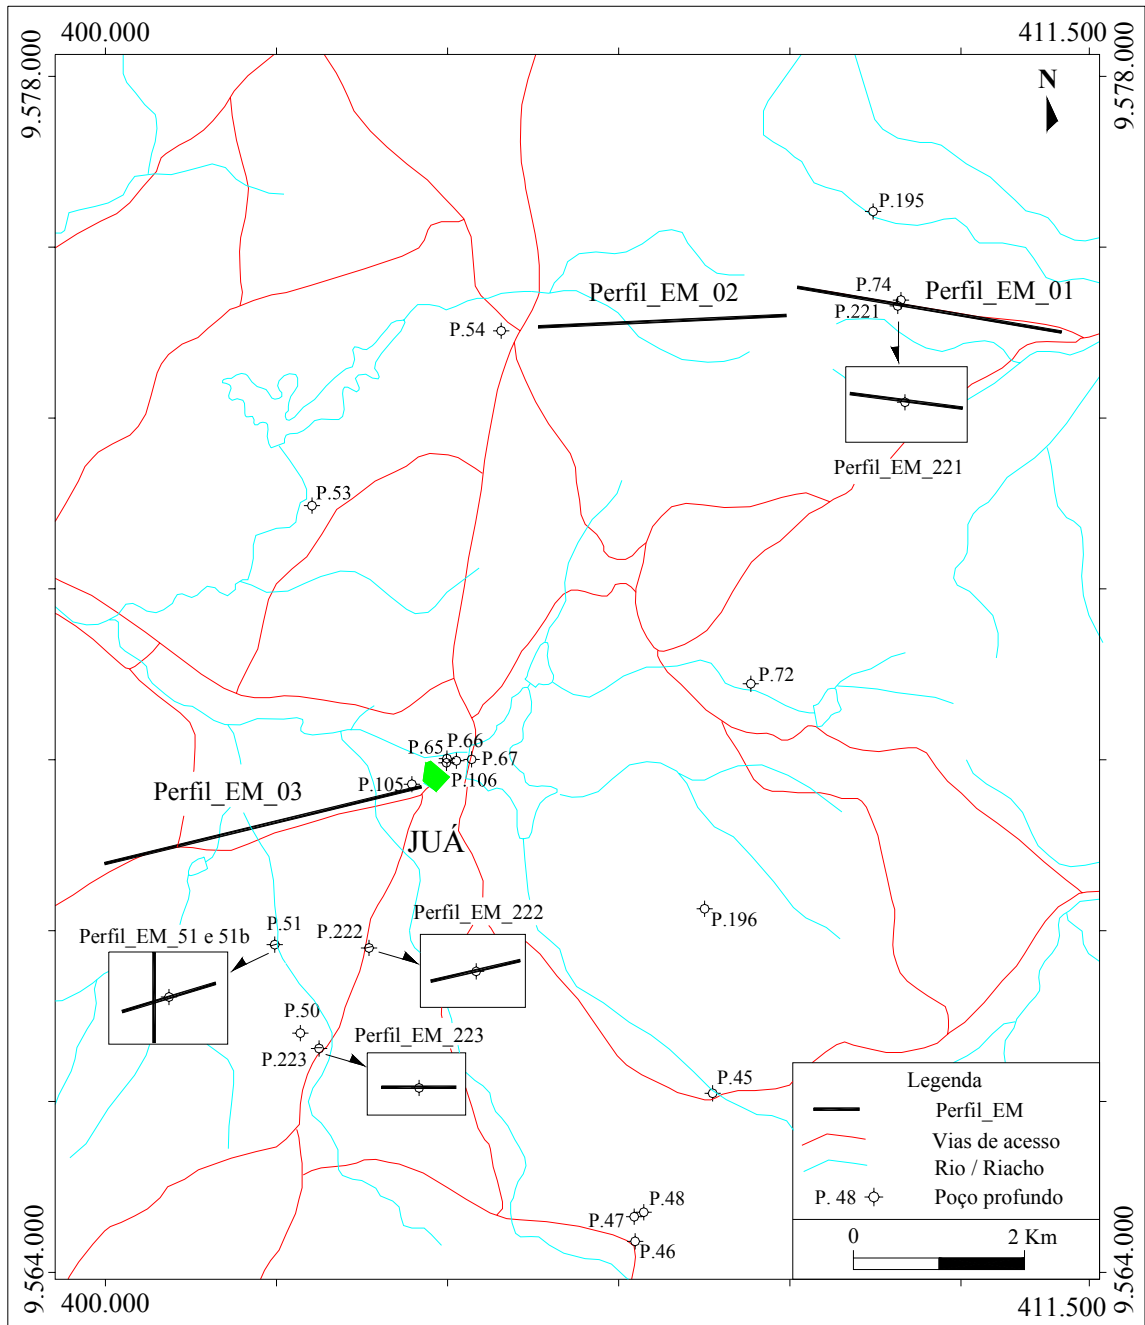 400.000
411.500
9.578.000
9.578.000
N
P.195
P.74
Perfil_EM_01
Perfil_EM_02
P.221
P.54
Perfil_EM_221
P.53
P.72
P.66
P.65
P.67
P.105
P.106
Perfil_EM_03
JUÁ
Perfil_EM_222
P.196
P.51
P.222
Perfil_EM_51 e 51b
P.50
Perfil_EM_223
P.223
P.45
Legenda
Perfil_EM
Vias de acesso
Rio / Riacho
P. 48 Poço profundo
P.48
P.47
P.46
0 2 Km
9.564.000
9.564.000
400.000
411.500